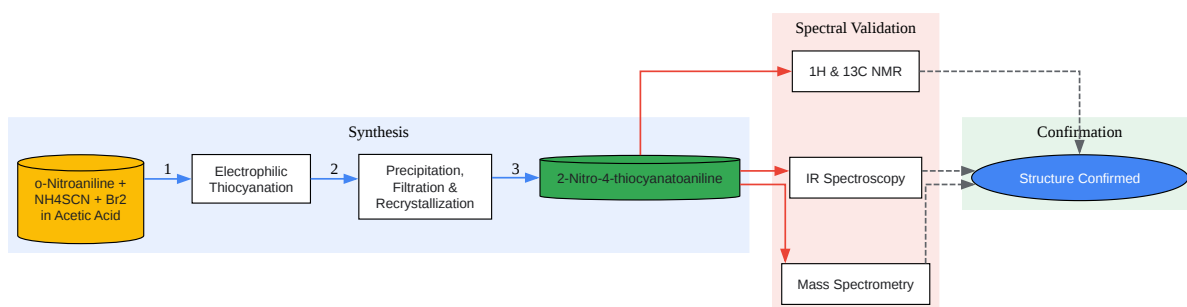 Spectral Validation
1H & 13C NMR
Synthesis
Confirmation
o-Nitroaniline +
NH4SCN + Br2
in Acetic Acid
1
Electrophilic
Thiocyanation
2
Precipitation,
Filtration &
Recrystallization
3
2-Nitro-4-thiocyanatoaniline
IR Spectroscopy
Structure Confirmed
Mass Spectrometry